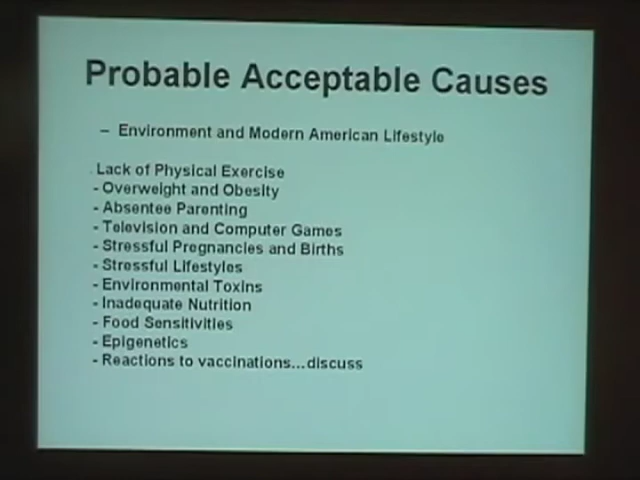 Probable Acceptable Causes
– Environment and Modern American Lifestyle
Lack of Physical Exercise
- Overweight and Obesity
- Absentee Parenting
- Television and Computer Games
- Stressful Pregnancies and Births
- Stressful Lifestyles
- Environmental Toxins
- Inadequate Nutrition
- Food Sensitivities
- Epigenetics
- Reactions to vaccinations...discuss